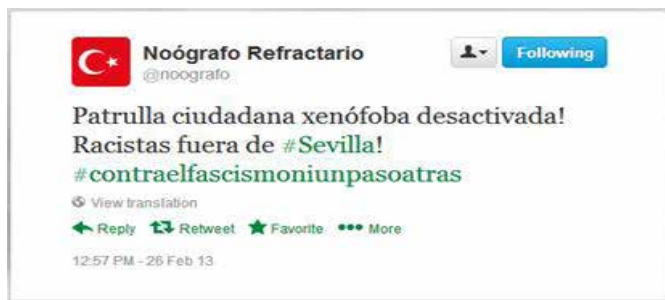 Noógrafo Refractario
@noografo
Following
Patrulla ciudadana xenófoba desactivada!
Racistas fuera de #Sevilla!
#contraelfascismoniunpasoatras
View translation
Reply Retweet Favorite More
12:57 PM - 26 Feb 13